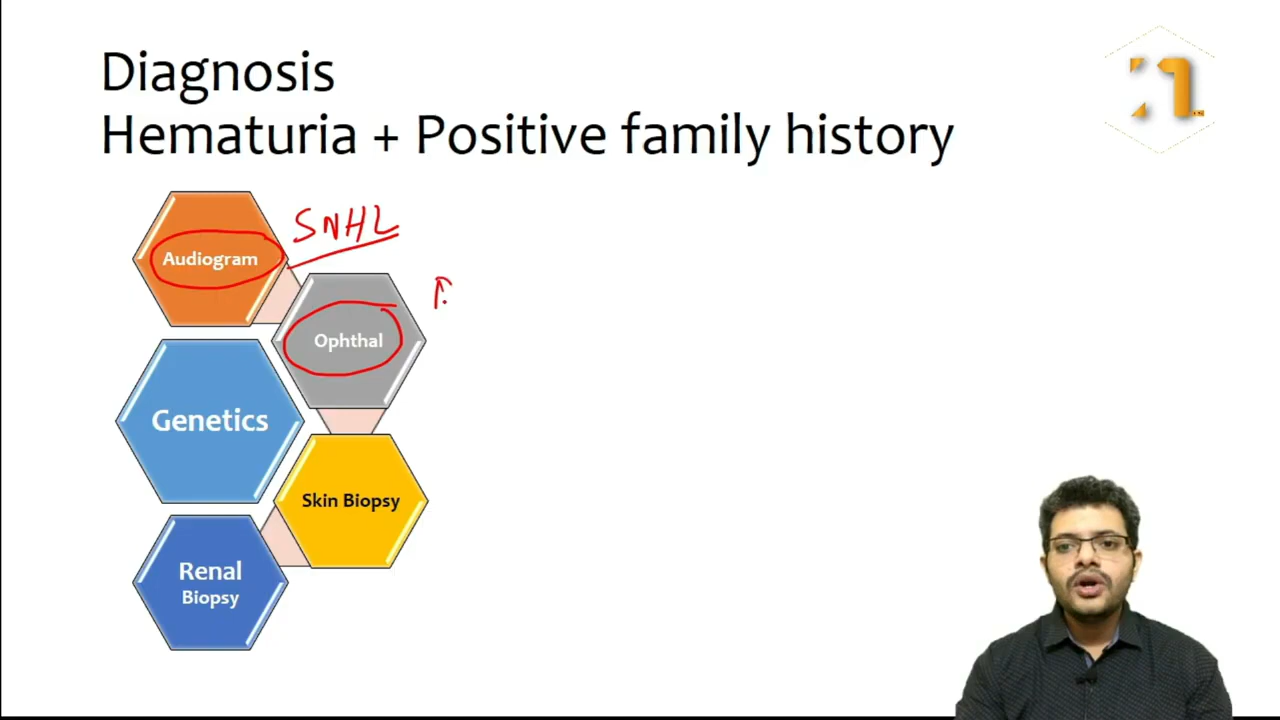 Diagnosis
Hematuria + Positive family history
Audiogram
SNHL
Ophthal
Genetics
Skin Biopsy
Renal
Biopsy